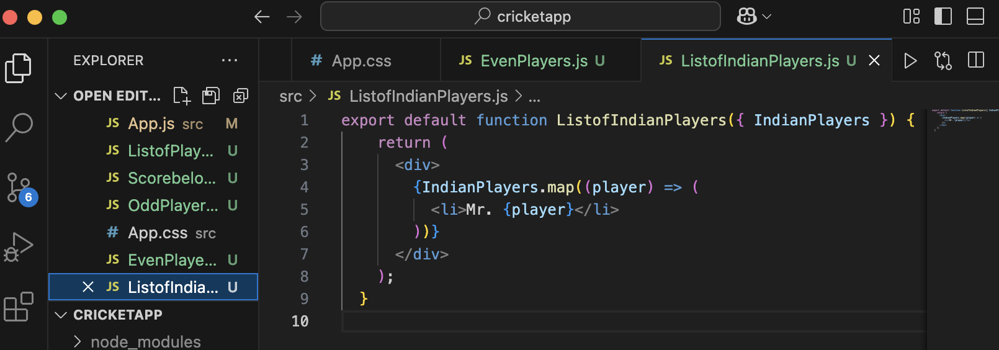 cricketapp
EXPLORER
OPEN EDIT...
JS App.js src M
JS ListofPlay... U
JS Scorebelo... U
JS OddPlayer... U
# App.css src
JS EvenPlaye... U
JS ListofIndia... U
CRICKETAPP
node_modules
6
# App.css
JS EvenPlayers.js U
JS ListofIndianPlayers.js U
src > JS ListofIndianPlayers.js > ...
1 export default function ListofIndianPlayers({ IndianPlayers }) {
2 return (
3 <div>
4 {IndianPlayers.map((player) => (
5 <li>Mr. {player}</li>
6 ))}
7 </div>
8 );
9 }
10